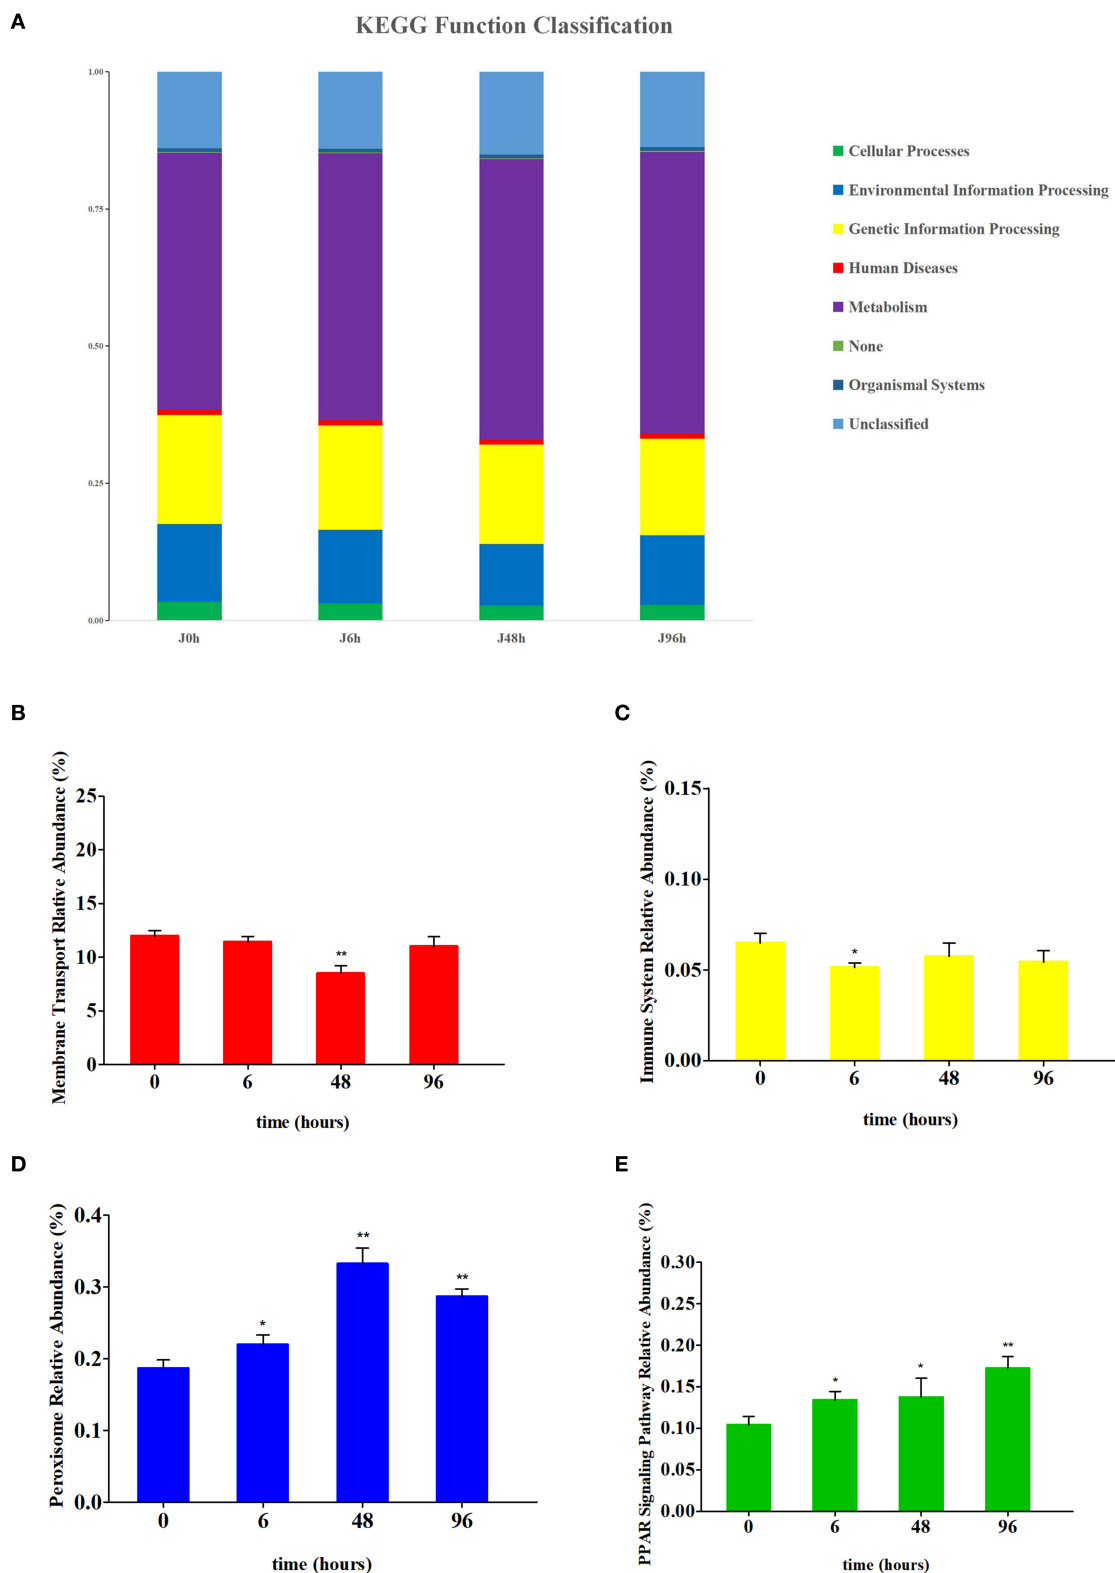 A
KEGG Function Classification
1.00
0.75
0.50
0.25
0.00
J0h
J6h
J48h
J96h
Cellular Processes
Environmental Information Processing
Genetic Information Processing
Human Diseases
Metabolism
None
Organismal Systems
Unclassified
B
Membrane Transport Rlative Abundance (%)
25
20
15
10
5
0
**
0
6
48
96
time (hours)
C
Immune System Relative Abundance (%)
0.15
0.10
0.05
0.00
*
0
6
48
96
time (hours)
D
Peroxisome Relative Abundance (%)
0.4
0.3
0.2
0.1
0.0
*
**
**
0
6
48
96
time (hours)
E
PPAR Signaling Pathway Relative Abundance (%)
0.30
0.25
0.20
0.15
0.10
0.05
0.00
*
*
**
0
6
48
96
time (hours)